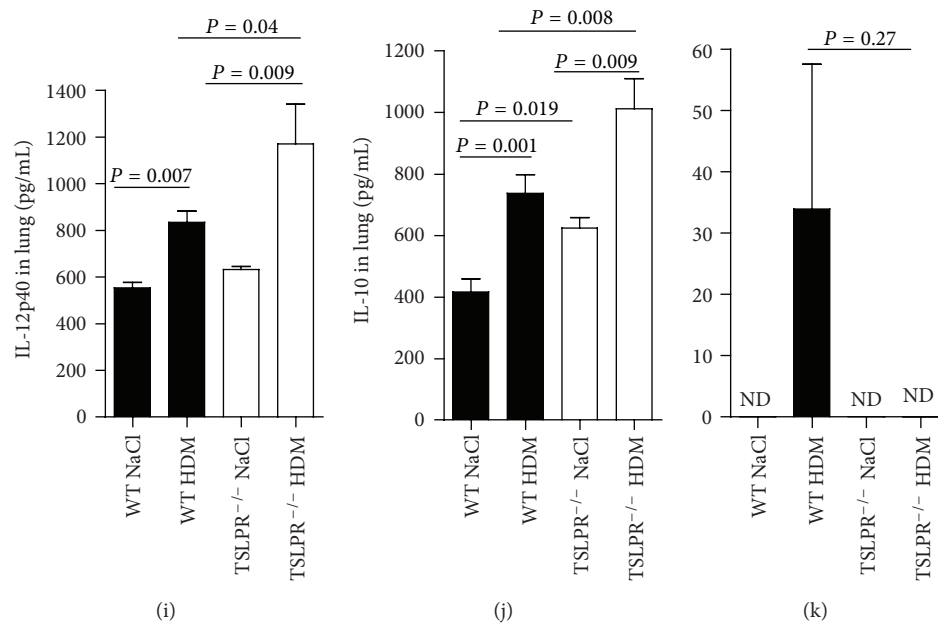 P = 0.04
P = 0.009
P = 0.007
IL-12p40 in lung (pg/mL)
1400
1200
1000
800
600
400
200
0
WT NaCl
WT HDM
TSLPR−/− NaCl
TSLPR−/− HDM
(i)
P = 0.008
P = 0.009
P = 0.019
P = 0.001
IL-10 in lung (pg/mL)
1200
1000
800
600
400
200
0
WT NaCl
WT HDM
TSLPR−/− NaCl
TSLPR−/− HDM
(j)
P = 0.27
60
50
40
30
20
10
0
ND
ND
ND
WT NaCl
WT HDM
TSLPR−/− NaCl
TSLPR−/− HDM
(k)